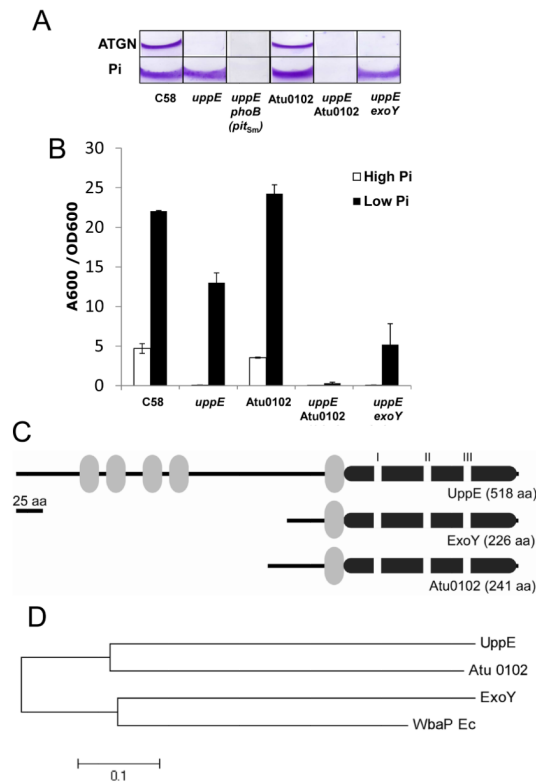 A
ATGN
Pi
C58
uppE
uppE phoB (pitSm)
Atu0102
uppE Atu0102
uppE exoY
B
A600 /OD600
30
25
20
15
10
5
0
High Pi
Low Pi
C58
uppE
Atu0102
uppE Atu0102
uppE exoY
C
I II III
UppE (518 aa)
25 aa
ExoY (226 aa)
Atu0102 (241 aa)
D
UppE
Atu 0102
ExoY
WbaP Ec
0.1